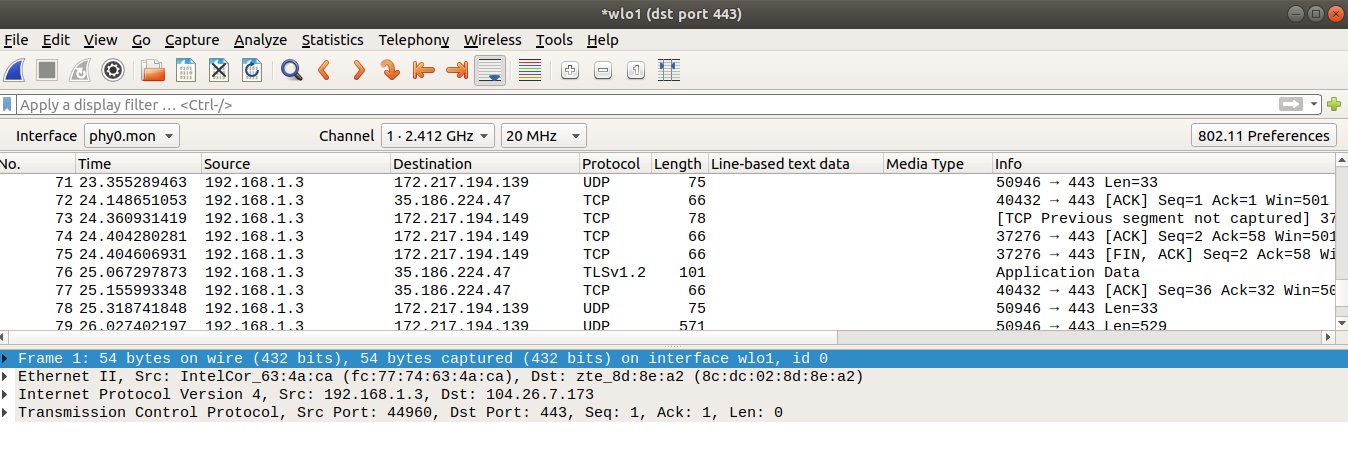 *wlo1 (dst port 443)
File Edit View Go Capture Analyze Statistics Telephony Wireless Tools Help
Apply a display filter … <Ctrl-/>
Interface phy0.mon Channel 1 · 2.412 GHz 20 MHz 802.11 Preferences
No. Time Source Destination Protocol Length Line-based text data Media Type Info
71 23.355289463 192.168.1.3 172.217.194.139 UDP 75 50946 → 443 Len=33
72 24.148651053 192.168.1.3 35.186.224.47 TCP 66 40432 → 443 [ACK] Seq=1 Ack=1 Win=501
73 24.360931419 192.168.1.3 172.217.194.149 TCP 78 [TCP Previous segment not captured] 37
74 24.404280281 192.168.1.3 172.217.194.149 TCP 66 37276 → 443 [ACK] Seq=2 Ack=58 Win=501
75 24.404606931 192.168.1.3 172.217.194.149 TCP 66 37276 → 443 [FIN, ACK] Seq=2 Ack=58 Wi
76 25.067297873 192.168.1.3 35.186.224.47 TLSv1.2 101 Application Data
77 25.155993348 192.168.1.3 35.186.224.47 TCP 66 40432 → 443 [ACK] Seq=36 Ack=32 Win=50
78 25.318741848 192.168.1.3 172.217.194.139 UDP 75 50946 → 443 Len=33
79 26.027402197 192.168.1.3 172.217.194.139 UDP 571 50946 → 443 Len=529
Frame 1: 54 bytes on wire (432 bits), 54 bytes captured (432 bits) on interface wlo1, id 0
Ethernet II, Src: IntelCor_63:4a:ca (fc:77:74:63:4a:ca), Dst: zte_8d:8e:a2 (8c:dc:02:8d:8e:a2)
Internet Protocol Version 4, Src: 192.168.1.3, Dst: 104.26.7.173
Transmission Control Protocol, Src Port: 44960, Dst Port: 443, Seq: 1, Ack: 1, Len: 0